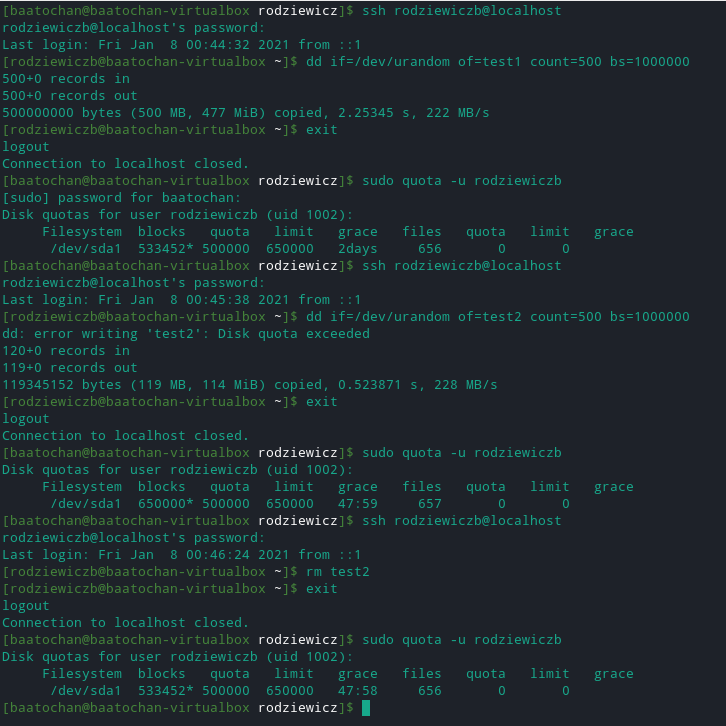 [baatochan@baatochan-virtualbox rodziewicz]$ ssh rodziewiczb@localhost
rodziewiczb@localhost's password:
Last login: Fri Jan  8 00:44:32 2021 from ::1
[rodziewiczb@baatochan-virtualbox ~]$ dd if=/dev/urandom of=test1 count=500 bs=1000000
500+0 records in
500+0 records out
500000000 bytes (500 MB, 477 MiB) copied, 2.25345 s, 222 MB/s
[rodziewiczb@baatochan-virtualbox ~]$ exit
logout
Connection to localhost closed.
[baatochan@baatochan-virtualbox rodziewicz]$ sudo quota -u rodziewiczb
[sudo] password for baatochan:
Disk quotas for user rodziewiczb (uid 1002):
     Filesystem  blocks   quota   limit   grace   files   quota   limit   grace
      /dev/sda1  533452* 500000  650000   2days     656       0       0
[baatochan@baatochan-virtualbox rodziewicz]$ ssh rodziewiczb@localhost
rodziewiczb@localhost's password:
Last login: Fri Jan  8 00:45:38 2021 from ::1
[rodziewiczb@baatochan-virtualbox ~]$ dd if=/dev/urandom of=test2 count=500 bs=1000000
dd: error writing 'test2': Disk quota exceeded
120+0 records in
119+0 records out
119345152 bytes (119 MB, 114 MiB) copied, 0.523871 s, 228 MB/s
[rodziewiczb@baatochan-virtualbox ~]$ exit
logout
Connection to localhost closed.
[baatochan@baatochan-virtualbox rodziewicz]$ sudo quota -u rodziewiczb
Disk quotas for user rodziewiczb (uid 1002):
     Filesystem  blocks   quota   limit   grace   files   quota   limit   grace
      /dev/sda1  650000* 500000  650000   47:59     657       0       0
[baatochan@baatochan-virtualbox rodziewicz]$ ssh rodziewiczb@localhost
rodziewiczb@localhost's password:
Last login: Fri Jan  8 00:46:24 2021 from ::1
[rodziewiczb@baatochan-virtualbox ~]$ rm test2
[rodziewiczb@baatochan-virtualbox ~]$ exit
logout
Connection to localhost closed.
[baatochan@baatochan-virtualbox rodziewicz]$ sudo quota -u rodziewiczb
Disk quotas for user rodziewiczb (uid 1002):
     Filesystem  blocks   quota   limit   grace   files   quota   limit   grace
      /dev/sda1  533452* 500000  650000   47:58     656       0       0
[baatochan@baatochan-virtualbox rodziewicz]$